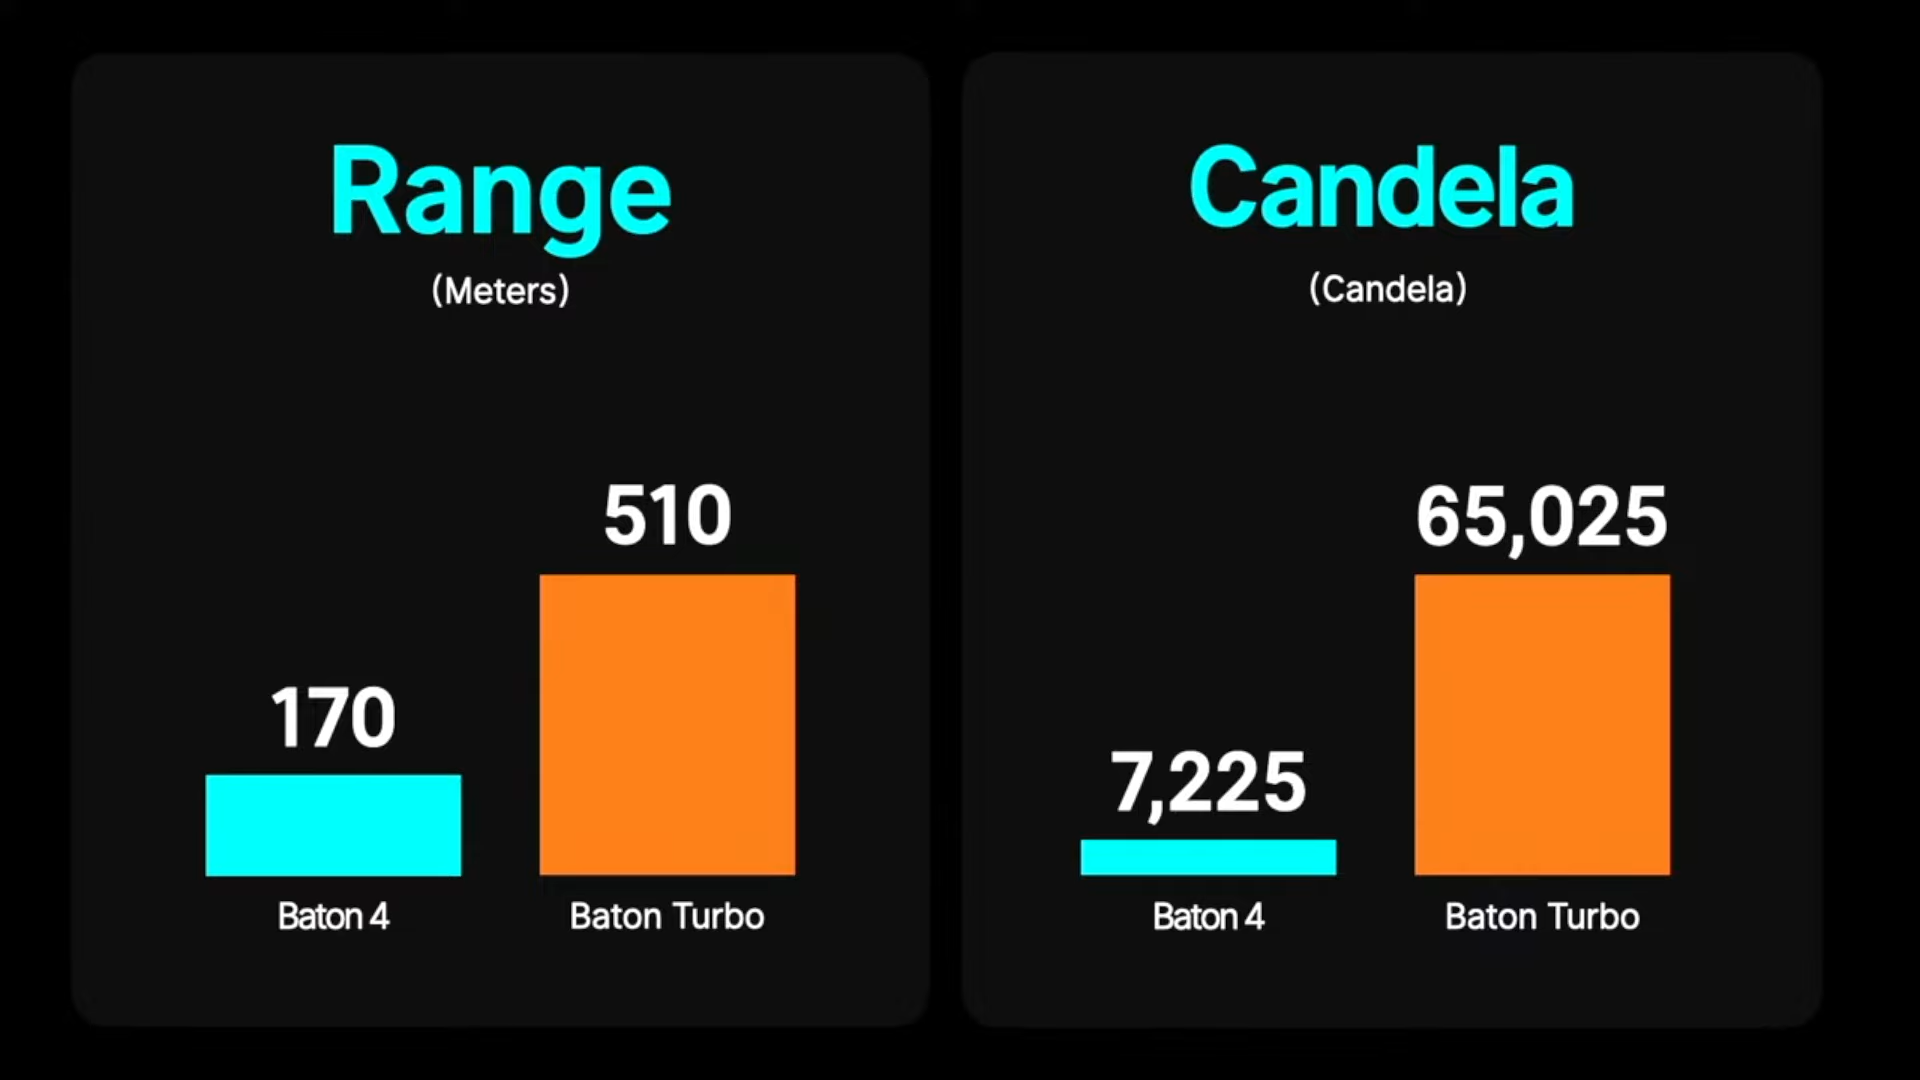 Range
(Meters)
510
170
Baton 4
Baton Turbo
Candela
(Candela)
65,025
7,225
Baton 4
Baton Turbo